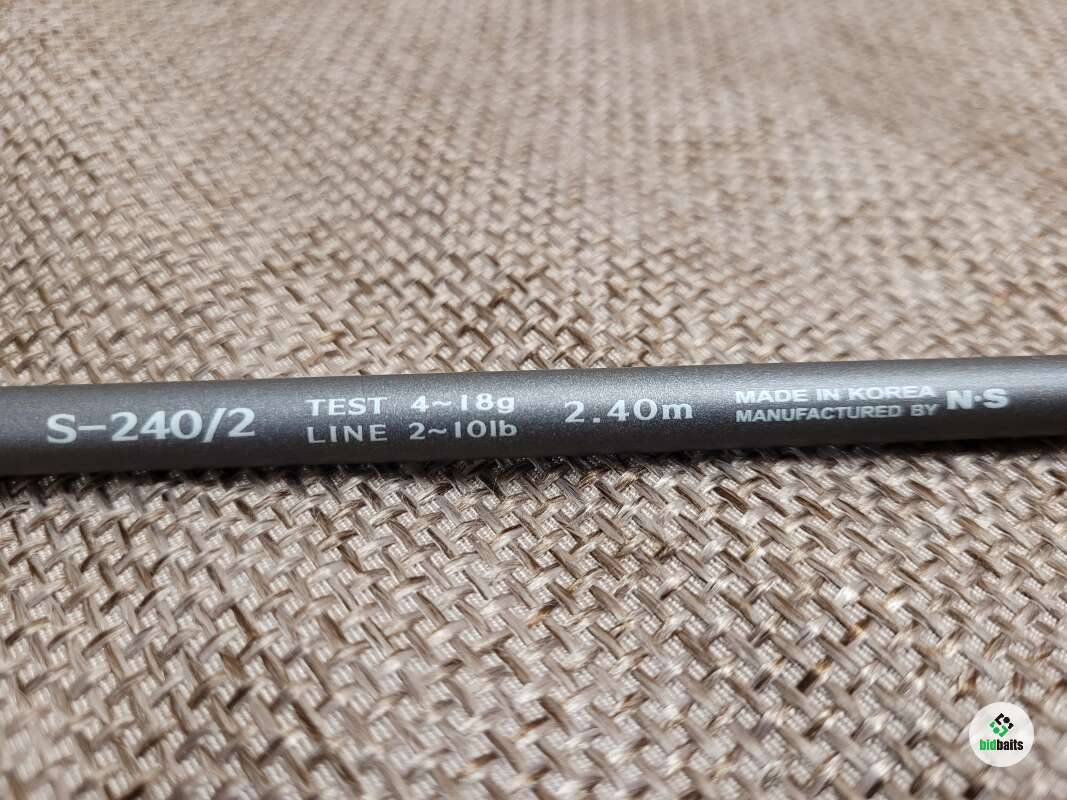 S-240/2
TEST 4~18g
LINE 2~10lb
2.40m
MADE IN KOREA
MANUFACTURED BY N·S
bidbaits